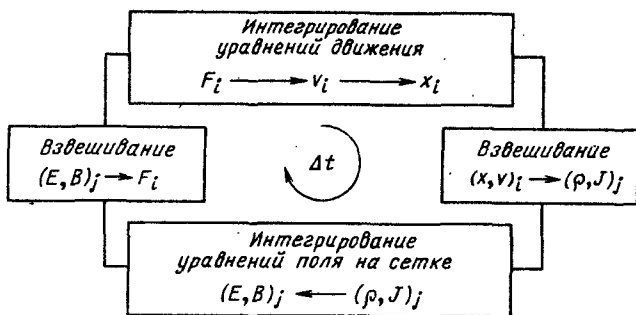 Интегрирование
уравнений движения
F_i → v_i → x_i
Взвешивание
(E, B)_j → F_i
Δt
Взвешивание
(x, v)_i → (ρ, J)_j
Интегрирование
уравнений поля на сетке
(E, B)_j ← (ρ, J)_j